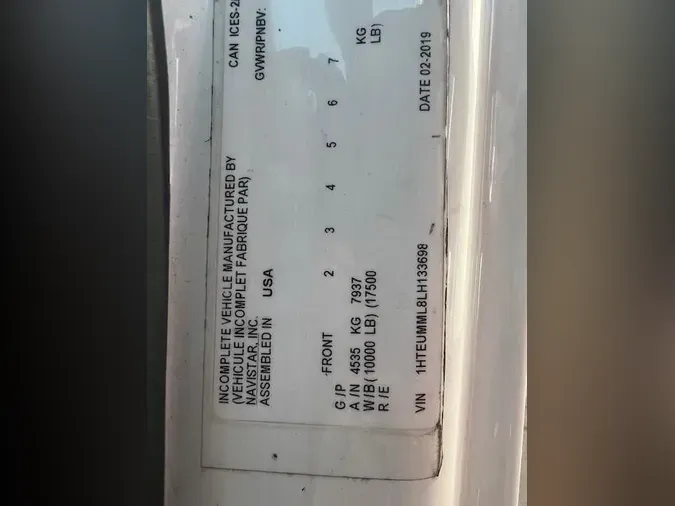 INCOMPLETE VEHICLE MANUFACTURED BY
(VEHICULE INCOMPLET FABRIQUE PAR)
NAVISTAR, INC.
ASSEMBLED IN USA
CAN ICES-2
GVWR/PNBV:
FRONT 2 3 4 5 6 7
G/P
A/N 4535 KG 7937 KG
W/B (10000 LB) (17500 LB)
R/E
VIN 1HTEUMML8LH133698 DATE 02-2019